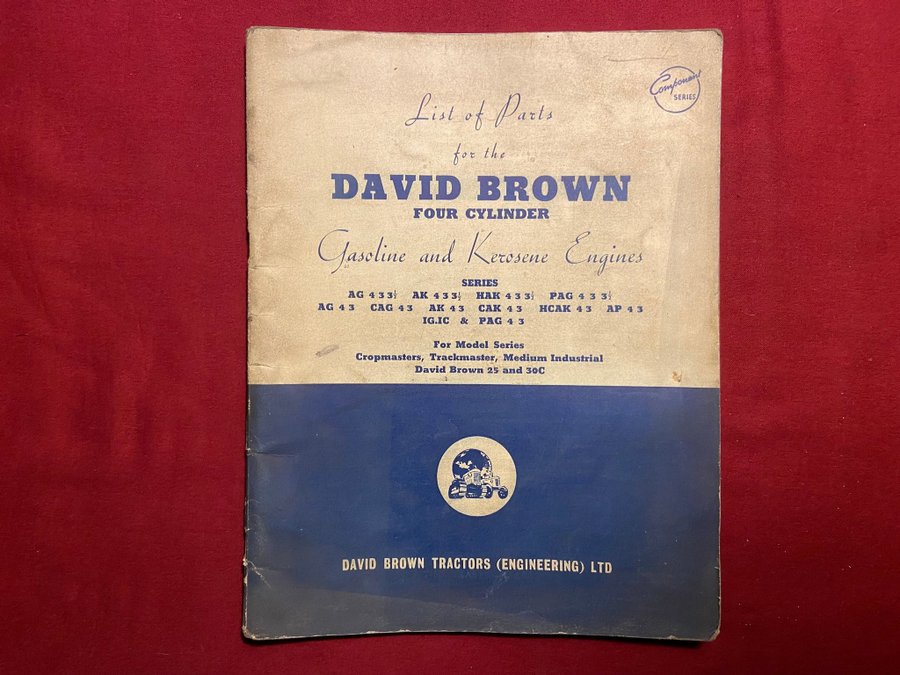 Component
SERIES
List of Parts
for the
DAVID BROWN
FOUR CYLINDER
Gasoline and Kerosene Engines
SERIES
AG 4 3 3½ AK 4 3 3½ HAK 4 3 3½ PAG 4 3 3½
AG 4 3 CAG 4 3 AK 4 3 CAK 4 3 HCAK 4 3 AP 4 3
IG.IC & PAG 4 3
For Model Series
Cropmasters, Trackmaster, Medium Industrial
David Brown 25 and 30C
DAVID BROWN TRACTORS (ENGINEERING) LTD